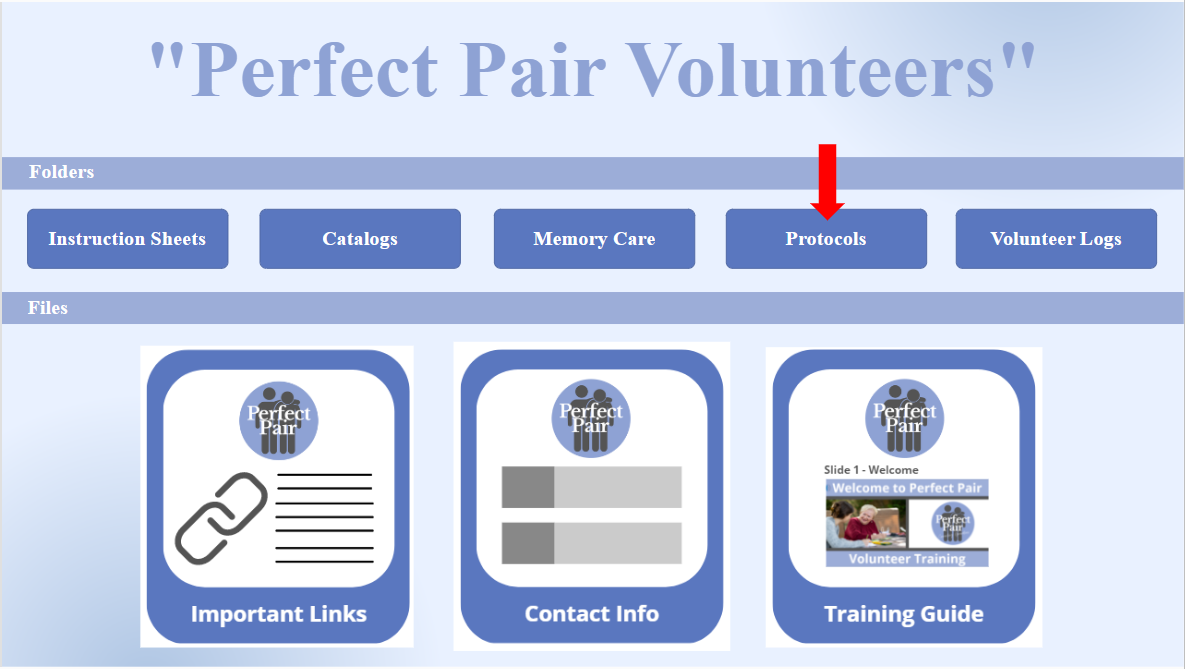 "Perfect Pair Volunteers"
Folders
Instruction Sheets
Catalogs
Memory Care
Protocols
Volunteer Logs
Files
Perfect
Pair
Important Links
Perfect
Pair
Contact Info
Perfect
Pair
Slide 1 - Welcome
Welcome to Perfect Pair
Perfect
Pair
Volunteer Training
Training Guide